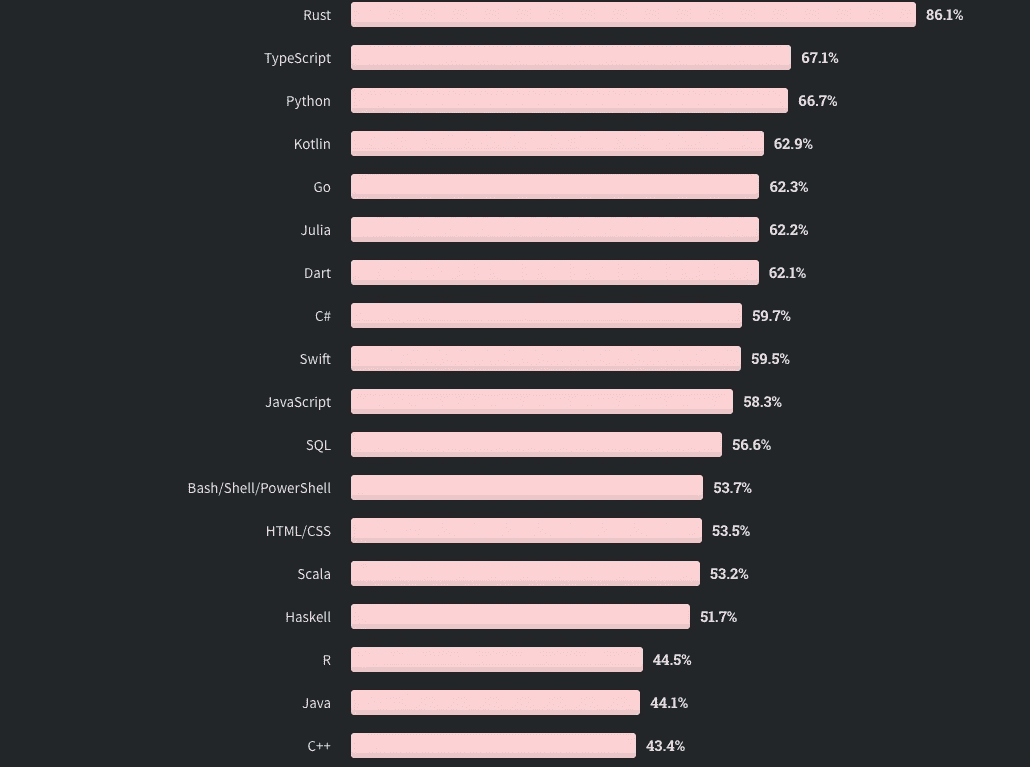 Rust 86.1%
TypeScript 67.1%
Python 66.7%
Kotlin 62.9%
Go 62.3%
Julia 62.2%
Dart 62.1%
C# 59.7%
Swift 59.5%
JavaScript 58.3%
SQL 56.6%
Bash/Shell/PowerShell 53.7%
HTML/CSS 53.5%
Scala 53.2%
Haskell 51.7%
R 44.5%
Java 44.1%
C++ 43.4%